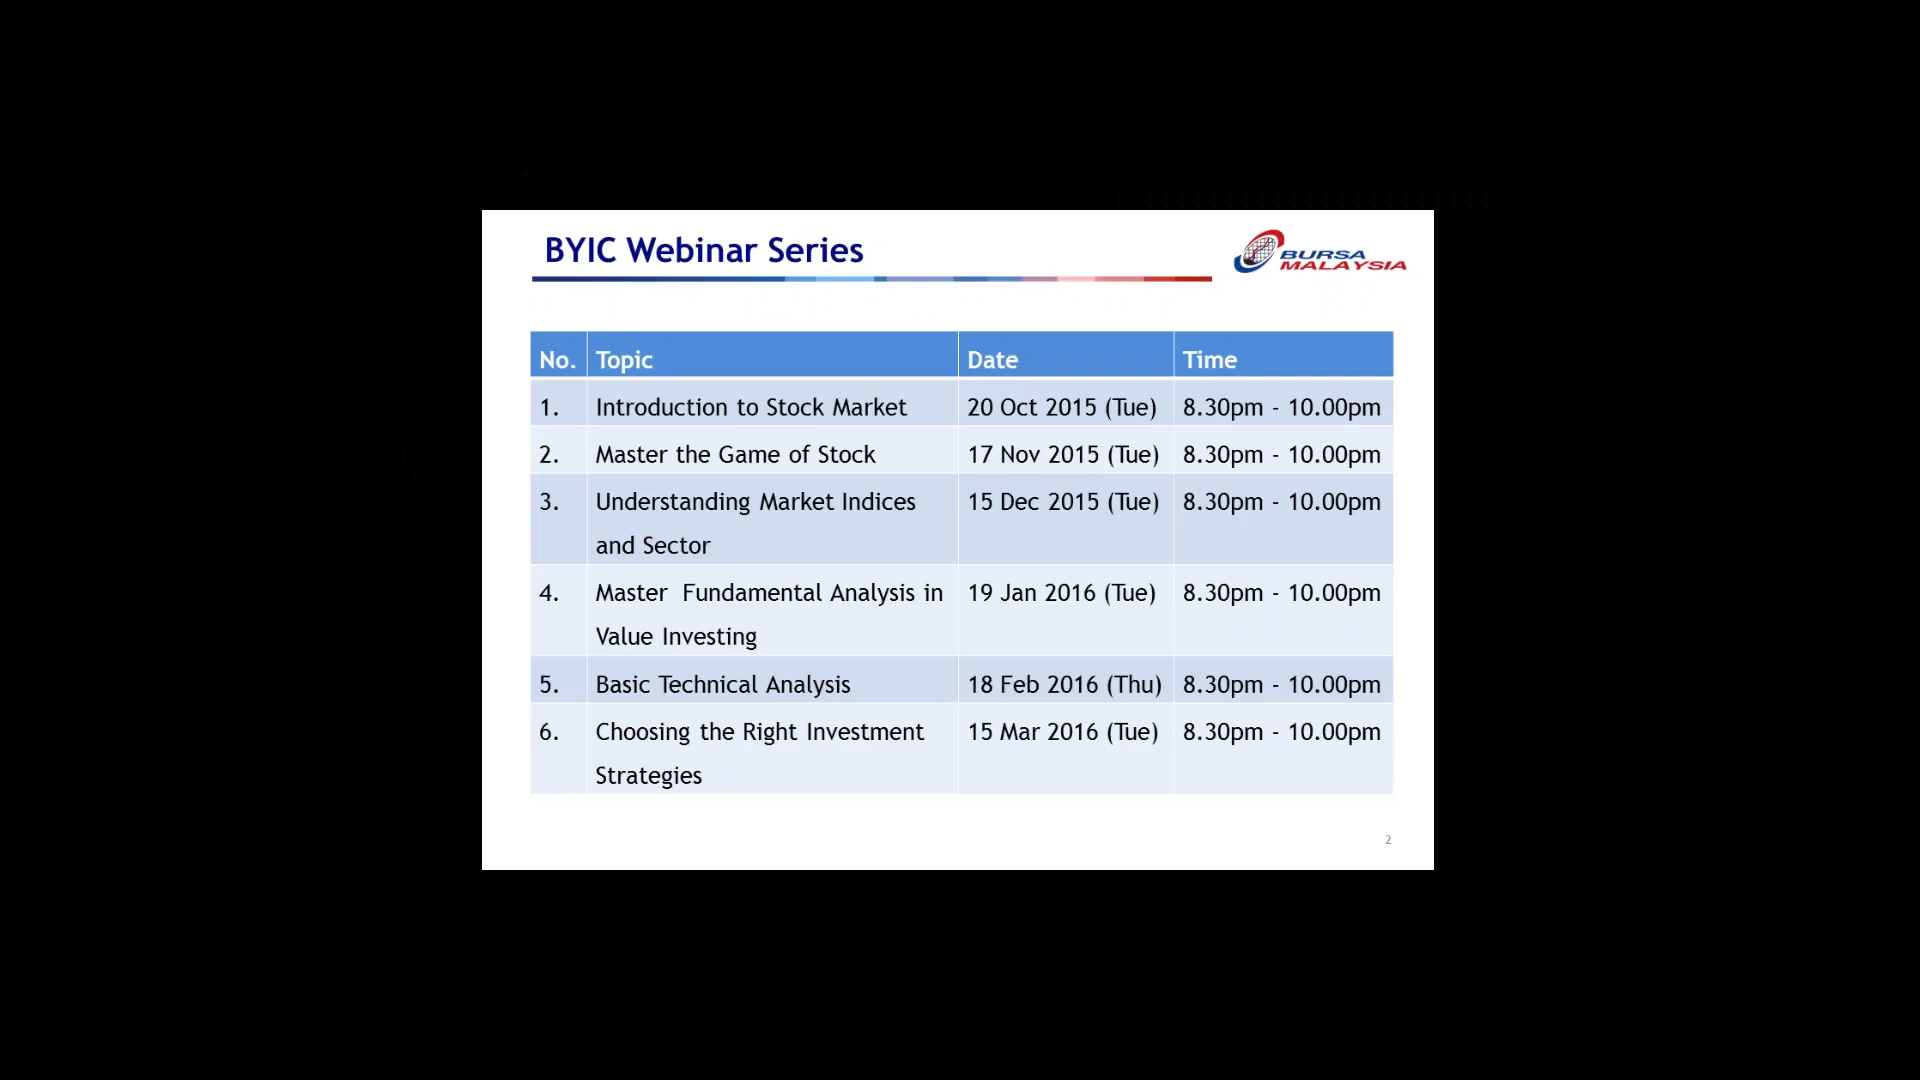 BYIC Webinar Series
BURSA
MALAYSIA
No. Topic Date Time
1. Introduction to Stock Market 20 Oct 2015 (Tue) 8.30pm - 10.00pm
2. Master the Game of Stock 17 Nov 2015 (Tue) 8.30pm - 10.00pm
3. Understanding Market Indices 15 Dec 2015 (Tue) 8.30pm - 10.00pm
and Sector
4. Master Fundamental Analysis in 19 Jan 2016 (Tue) 8.30pm - 10.00pm
Value Investing
5. Basic Technical Analysis 18 Feb 2016 (Thu) 8.30pm - 10.00pm
6. Choosing the Right Investment 15 Mar 2016 (Tue) 8.30pm - 10.00pm
Strategies
2